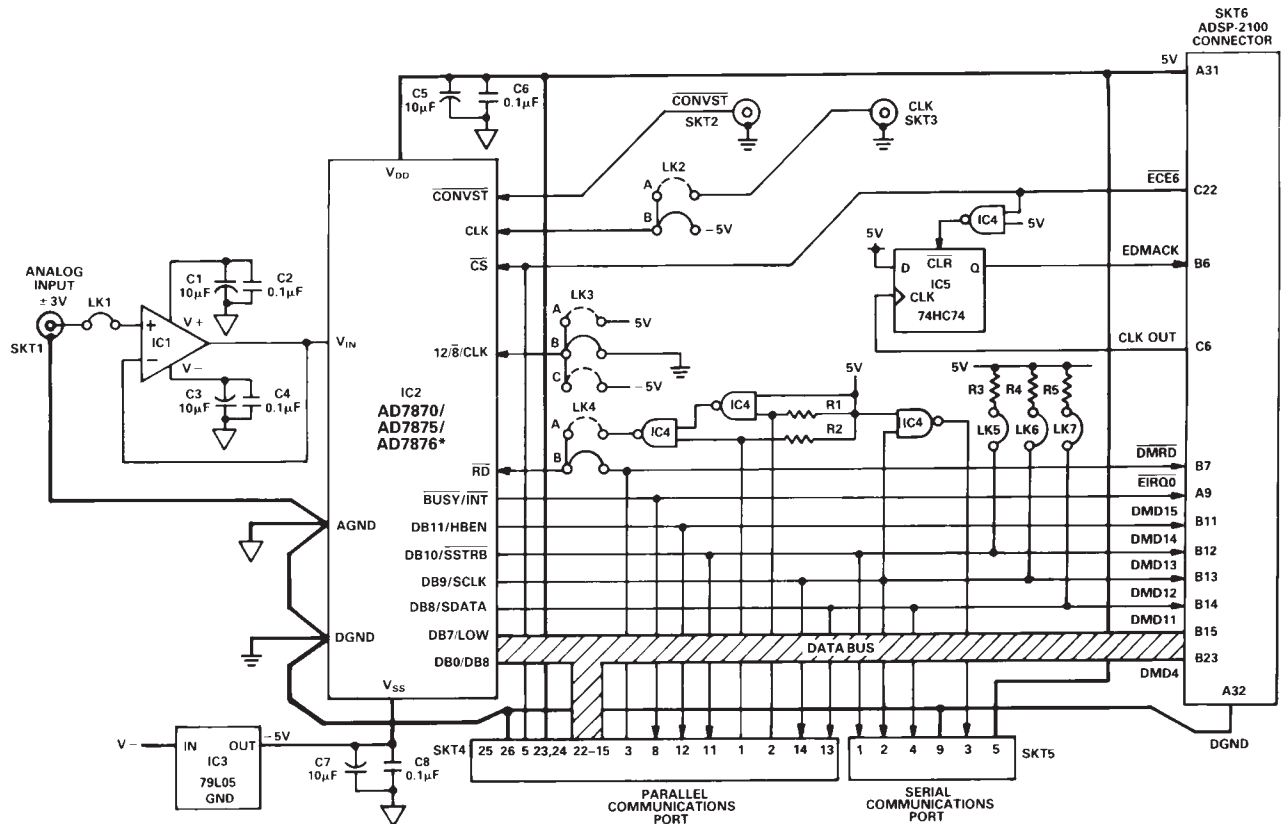 SKT6
ADSP-2100
CONNECTOR
5V
A31
C5
10µF
C6
0.1µF
CONVST
SKT2
CLK
SKT3
VDD
CONVST
LK2
A
B
-5V
CLK
ECE6
C22
IC4
5V
5V
CS
D
CLR
Q
IC5
CLK
74HC74
EDMACK
B6
ANALOG
INPUT
±3V
LK1
SKT1
C1
10µF
C2
0.1µF
V+
+
IC1
−
V−
C3
10µF
C4
0.1µF
VIN
LK3
A
5V
B
C
-5V
12/8/CLK
CLK OUT
C6
IC2
AD7870/
AD7875/
AD7876*
5V
5V
R3
R4
R5
LK4
A
B
IC4
IC4
R1
R2
IC4
LK5
LK6
LK7
RD
DMRD
B7
BUSY/INT
EIRQ0
A9
AGND
DB11/HBEN
DMD15
B11
DB10/SSTRB
DMD14
B12
DB9/SCLK
DMD13
B13
DB8/SDATA
DMD12
B14
DGND
DB7/LOW
DMD11
B15
DATA BUS
DB0/DB8
B23
DMD4
VSS
A32
DGND
V−
IN
OUT
-5V
IC3
79L05
GND
C7
10µF
C8
0.1µF
SKT4
25 26 5 23,24 22-15 3 8 12 11 1 2 14 13
PARALLEL
COMMUNICATIONS
PORT
1 2 4 9 3 5
SKT5
SERIAL
COMMUNICATIONS
PORT